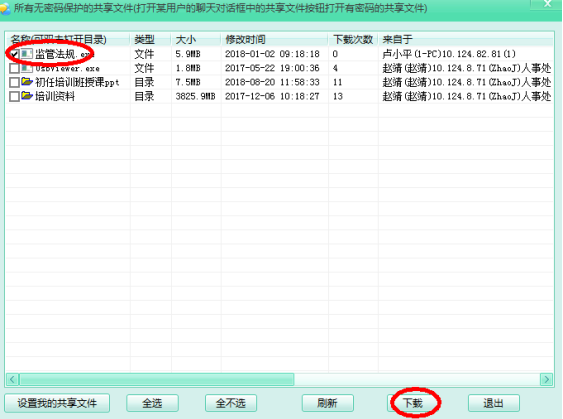 所有无密码保护的共享文件(打开某用户的聊天对话框中的共享文件按钮打开有密码的共享文件)
名称(可双击打开目录) 类型 大小 修改时间 下载次数 来自于
监管法规.exe 文件 5.9MB 2018-01-02 09:18:18 0 卢小平(1-PC)10.124.82.81(1)
UsbViewer.exe 文件 1.8MB 2017-05-22 19:00:36 4 赵靖(赵靖)10.124.8.71(ZhaoJ)人事处
初任培训班授课ppt 目录 7.5MB 2018-08-20 11:58:33 11 赵靖(赵靖)10.124.8.71(ZhaoJ)人事处
培训资料 目录 3825.9MB 2017-12-06 10:18:27 13 赵靖(赵靖)10.124.8.71(ZhaoJ)人事处
设置我的共享文件 全选 全不选 刷新 下载 退出